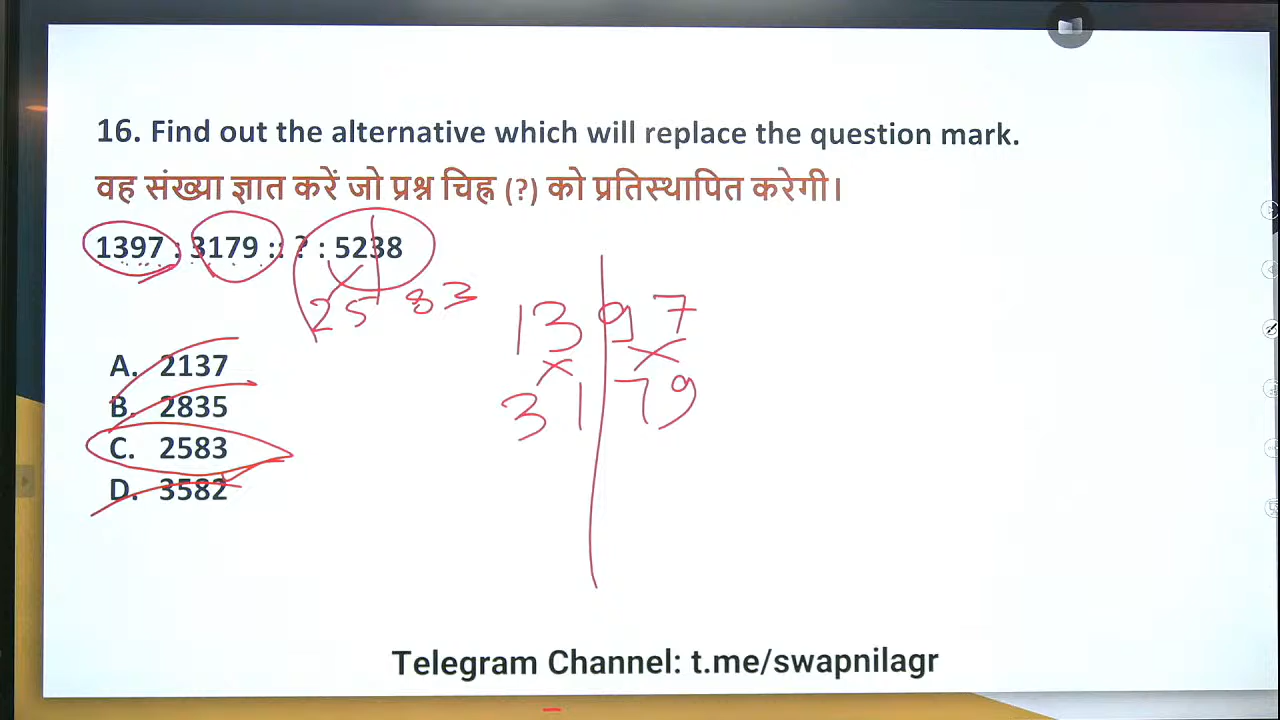 16. Find out the alternative which will replace the question mark.
वह संख्या ज्ञात करें जो प्रश्न चिह्न (?) को प्रतिस्थापित करेगी।
1397 : 3179 :: ? : 5238
25 83
13 97
31 79
A. 2137
B. 2835
C. 2583
D. 3582
Telegram Channel: t.me/swapnilagr